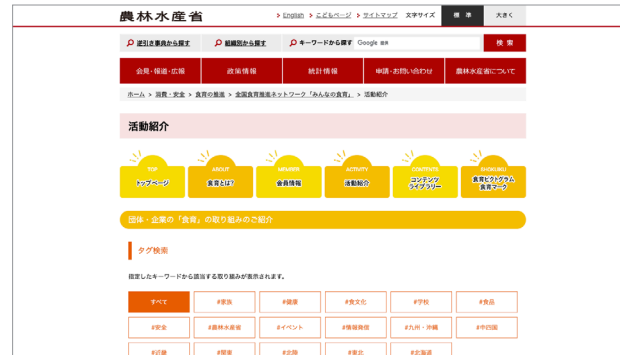 農林水産省
English こどもページ サイトマップ 文字サイズ 標準 大きく
逆引き事典から探す 組織別から探す キーワードから探す Google 検索
会見・報道・広報 政策情報 統計情報 申請・お問い合わせ 農林水産省について
ホーム > 消費・安全 > 食育の推進 > 全国食育推進ネットワーク「みんなの食育」 > 活動紹介
活動紹介
TOP ABOUT MEMBER ACTIVITY CONTENTS SHOKUIKU
トップページ 食育とは? 会員情報 活動紹介 コンテンツ 食育ピクトグラム
ライブラリー 食育マーク
団体・企業の「食育」の取り組みのご紹介
タグ検索
指定したキーワードから該当する取り組みが表示されます。
すべて #家族 #健康 #食文化 #学校 #食品
#安全 #農林水産省 #イベント #情報発信 #九州・沖縄 #中四国
#近畿 #関東 #北陸 #東北 #北海道